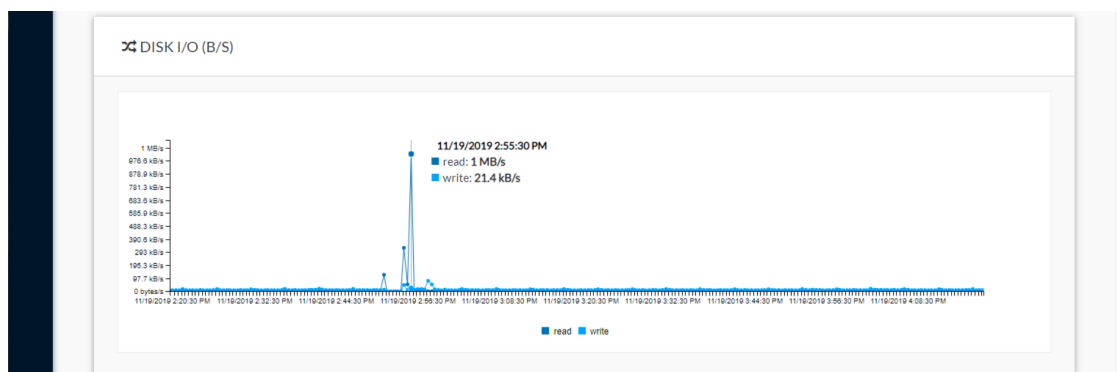 DISK I/O (B/S)
11/19/2019 2:55:30 PM
read: 1 MB/s
write: 21.4 kB/s
1 MB/s
976.6 kB/s
878.9 kB/s
781.3 kB/s
683.6 kB/s
585.9 kB/s
488.3 kB/s
390.6 kB/s
293 kB/s
195.3 kB/s
97.7 kB/s
0 bytes/s
11/19/2019 2:20:30 PM 11/19/2019 2:32:30 PM 11/19/2019 2:44:30 PM 11/19/2019 2:56:30 PM 11/19/2019 3:08:30 PM 11/19/2019 3:20:30 PM 11/19/2019 3:32:30 PM 11/19/2019 3:44:30 PM 11/19/2019 3:56:30 PM 11/19/2019 4:08:30 PM
read write